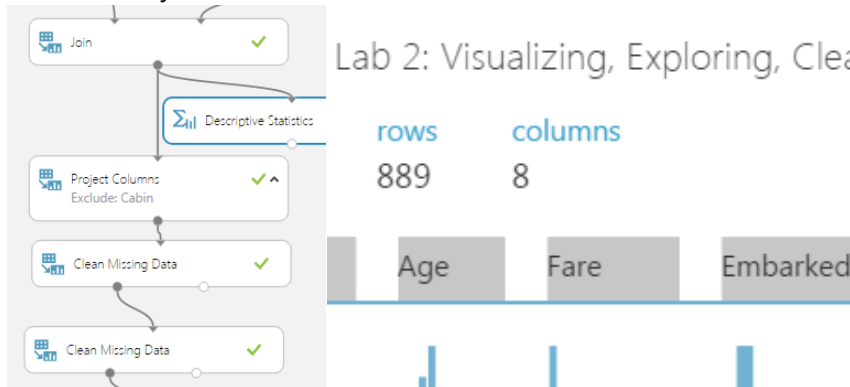 Join
Descriptive Statistics
Project Columns
Exclude: Cabin
Clean Missing Data
Clean Missing Data
Lab 2: Visualizing, Exploring, Clea
rows columns
889 8
Age Fare Embarked